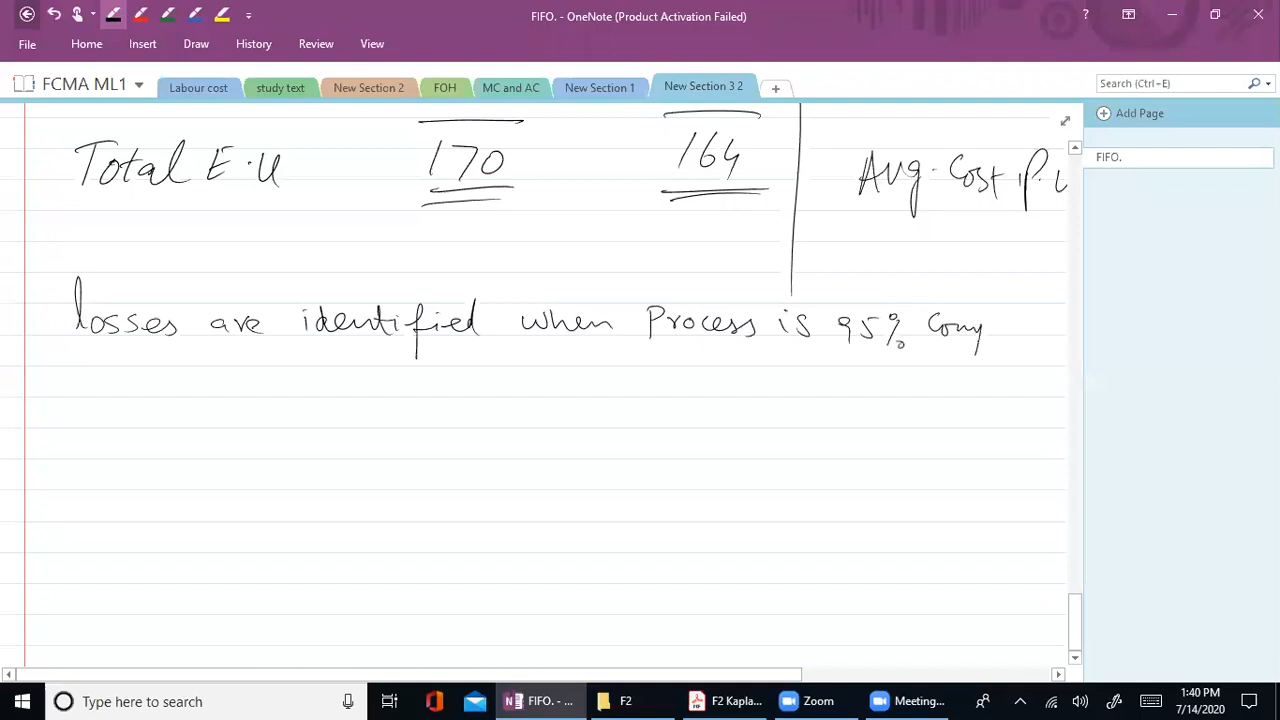 FIFO. - OneNote (Product Activation Failed)
?
File Home Insert Draw History Review View
FCMA ML1 Labour cost study text New Section 2 FOH MC and AC New Section 1 New Section 3 2 Search (Ctrl+E)
Add Page
FIFO.
Total E.U 170 164 Avg. Cost P.
losses are identified when Process is 95% Comp
Type here to search FIFO. - ... F2 F2 Kapla... Zoom Meeting... 1:40 PM
7/14/2020